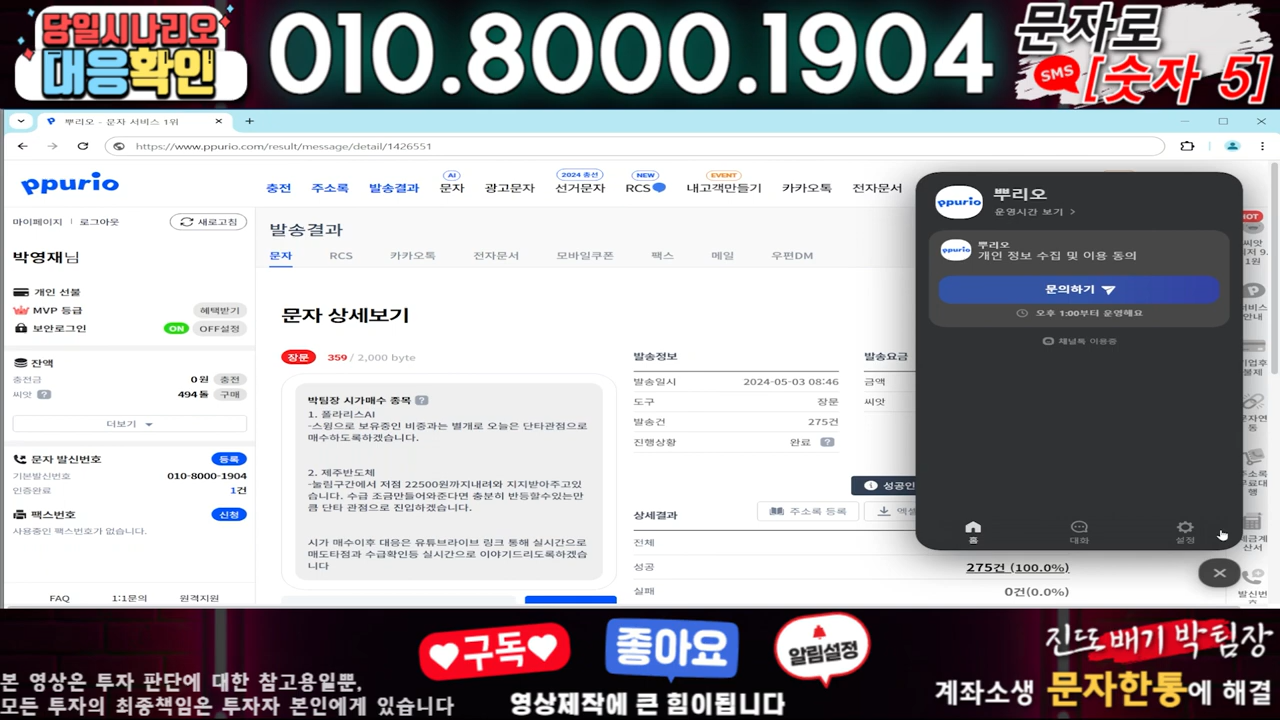 당일시나리오
대응확인
010.8000.1904
문자로
SMS [숫자 5]
뿌리오 - 문자 서비스 1위
https://www.ppurio.com/result/message/detail/1426551
ppurio
충전
주소록
발송결과
AI
문자
광고문자
2024 총선
선거문자
NEW
RCS
EVENT
내고객만들기
카카오톡
전자문서
마이페이지 | 로그아웃
새로고침
박영재님
개인 선불
MVP 등급
혜택받기
보안로그인
ON
OFF설정
잔액
충전금
0원
충전
씨앗 ?
494톨
구매
더보기
문자 발신번호
등록
기본발신번호
010-8000-1904
인증완료
1건
팩스번호
신청
사용중인 팩스번호가 없습니다.
FAQ
1:1문의
원격지원
발송결과
문자
RCS
카카오톡
전자문서
모바일쿠폰
팩스
메일
우편DM
문자 상세보기
장문
359 / 2,000 byte
박팀장 시가매수 종목 ?
1. 폴라리스AI
-스윙으로 보유중인 비중과는 별개로 오늘은 단타관점으로
매수하도록하겠습니다.
2. 제주반도체
-눌림구간에서 저점 22500원까지내려와 지지받아주고있
습니다. 수급 조금만들어와준다면 충분히 반등할수있는만
큼 단타 관점으로 진입하겠습니다.
시가 매수이후 대응은 유튜브라이브 링크 통해 실시간으로
매도타점과 수급확인등 실시간으로 이야기드리도록하겠습
니다
발송정보
발송일시
2024-05-03 08:46
도구
장문
발송건
275건
진행상황
완료 ?
발송요금
금액
씨앗
성공인
상세결과
주소록 등록
엑셀
전체
성공
275건 (100.0%)
실패
0건(0.0%)
ppurio
뿌리오
운영시간 보기 >
ppurio
뿌리오
개인 정보 수집 및 이용 동의
문의하기
오후 1:00부터 운영해요
채널톡 이용중
홈
대화
설정
본 영상은 투자 판단에 대한 참고용일뿐,
모든 투자의 최종책임은 투자자 본인에게 있습니다
구독
좋아요
알림설정
영상제작에 큰 힘이됩니다
진또배기 박팀장
계좌소생 문자한통에 해결